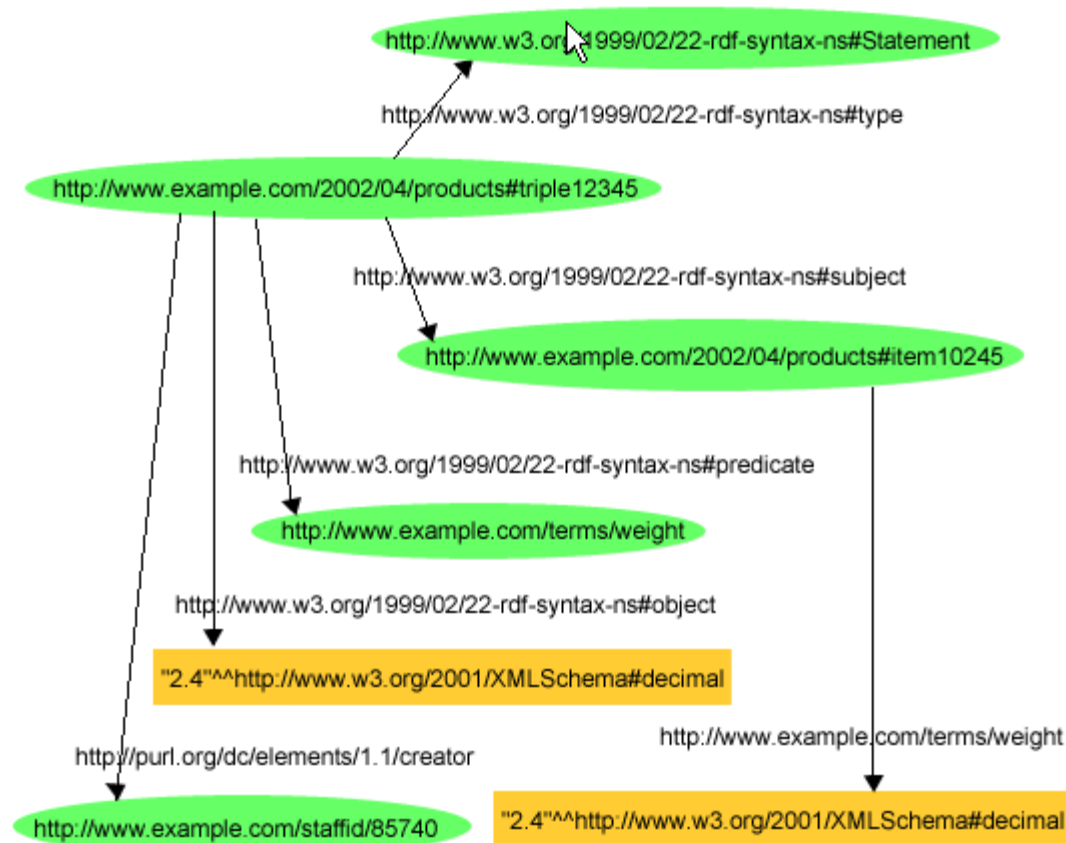 http://www.w3.org/1999/02/22-rdf-syntax-ns#Statement
http://www.w3.org/1999/02/22-rdf-syntax-ns#type
http://www.example.com/2002/04/products#triple12345
http://www.w3.org/1999/02/22-rdf-syntax-ns#subject
http://www.example.com/2002/04/products#item10245
http://www.w3.org/1999/02/22-rdf-syntax-ns#predicate
http://www.example.com/terms/weight
http://www.w3.org/1999/02/22-rdf-syntax-ns#object
"2.4"^^http://www.w3.org/2001/XMLSchema#decimal
http://www.example.com/terms/weight
http://purl.org/dc/elements/1.1/creator
"2.4"^^http://www.w3.org/2001/XMLSchema#decimal
http://www.example.com/staffid/85740